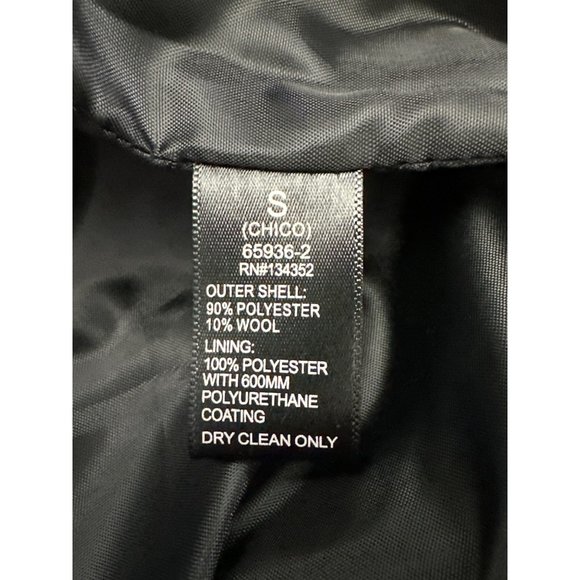 S
(CHICO)
65936-2
RN#134352
OUTER SHELL:
90% POLYESTER
10% WOOL
LINING:
100% POLYESTER
WITH 600MM
POLYURETHANE
COATING
DRY CLEAN ONLY